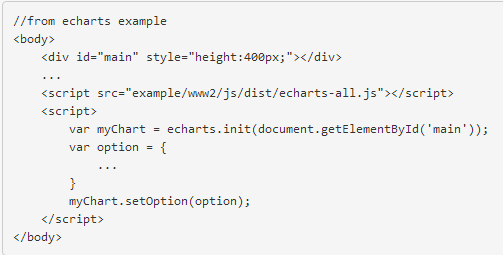 //from echarts example
<body>
    <div id="main" style="height:400px;"></div>
    ...
    <script src="example/www2/js/dist/echarts-all.js"></script>
    <script>
        var myChart = echarts.init(document.getElementById('main'));
        var option = {
            ...
        }
        myChart.setOption(option);
    </script>
</body>